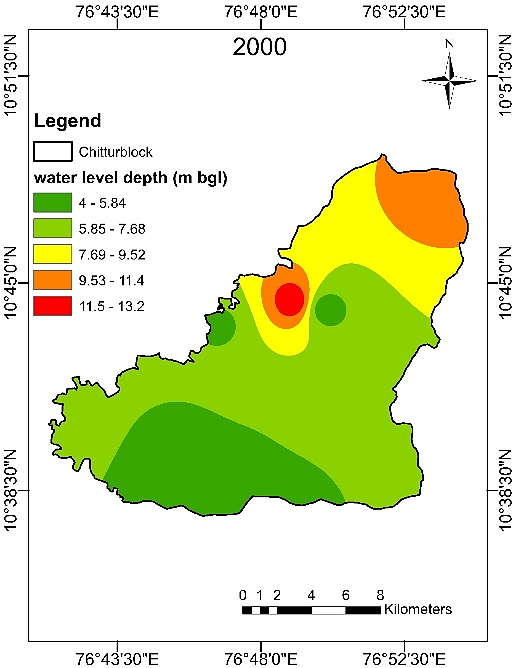 76°43'30"E 76°48'0"E 76°52'30"E
2000
N
10°51'30"N 10°51'30"N
Legend
Chitturblock
water level depth (m bgl)
4 - 5.84
5.85 - 7.68
7.69 - 9.52
9.53 - 11.4
11.5 - 13.2
10°45'0"N 10°45'0"N
10°38'30"N 10°38'30"N
0 1 2 4 6 8
Kilometers
76°43'30"E 76°48'0"E 76°52'30"E